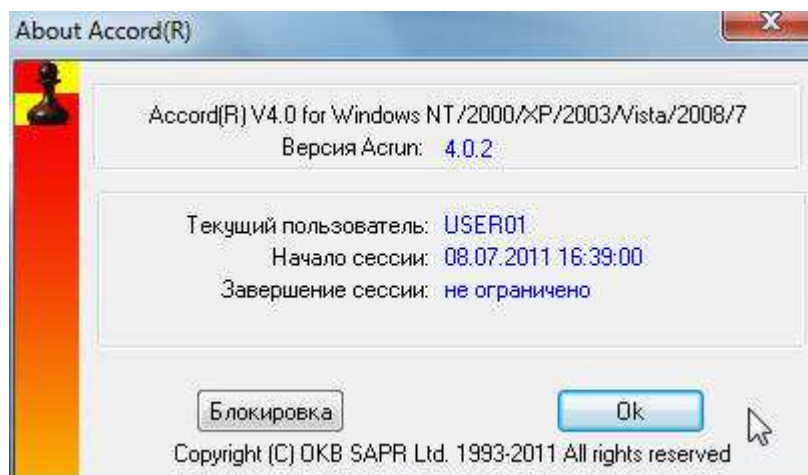 About Accord(R)
Accord(R) V4.0 for Windows NT/2000/XP/2003/Vista/2008/7
Версия Acrun: 4.0.2
Текущий пользователь: USER01
Начало сессии: 08.07.2011 16:39:00
Завершение сессии: не ограничено
Блокировка Ok
Copyright (C) OKB SAPR Ltd. 1993-2011 All rights reserved